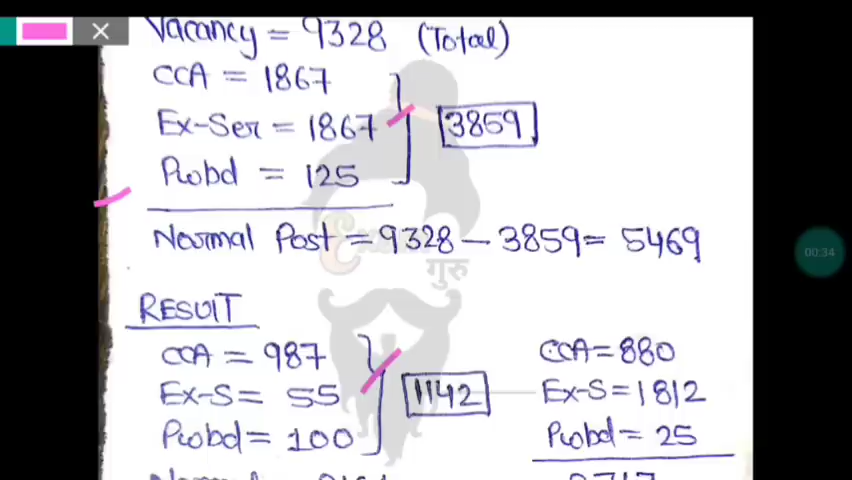 Vacancy = 9328 (Total)
CCA = 1867
Ex-Ser = 1867
3859
Pwbd = 125
Normal Post = 9328 - 3859 = 5469
गुरु
00:34
RESULT
CCA = 987
Ex-S = 55
1142
Pwbd = 100
CCA = 880
Ex-S = 1812
Pwbd = 25